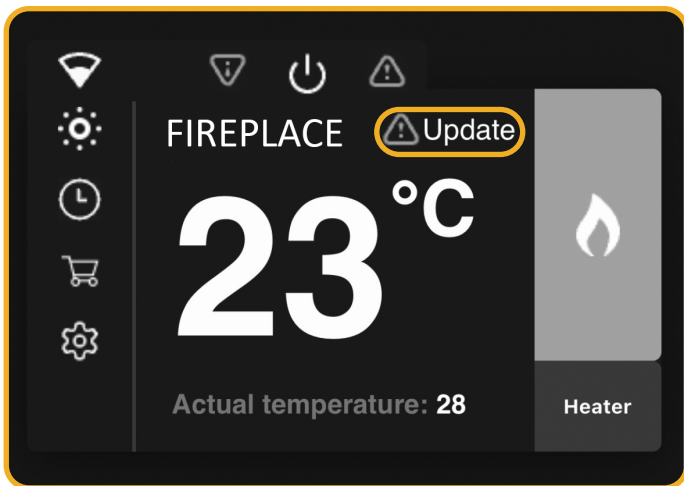 FIREPLACE
Update
23 °C
Actual temperature: 28
Heater